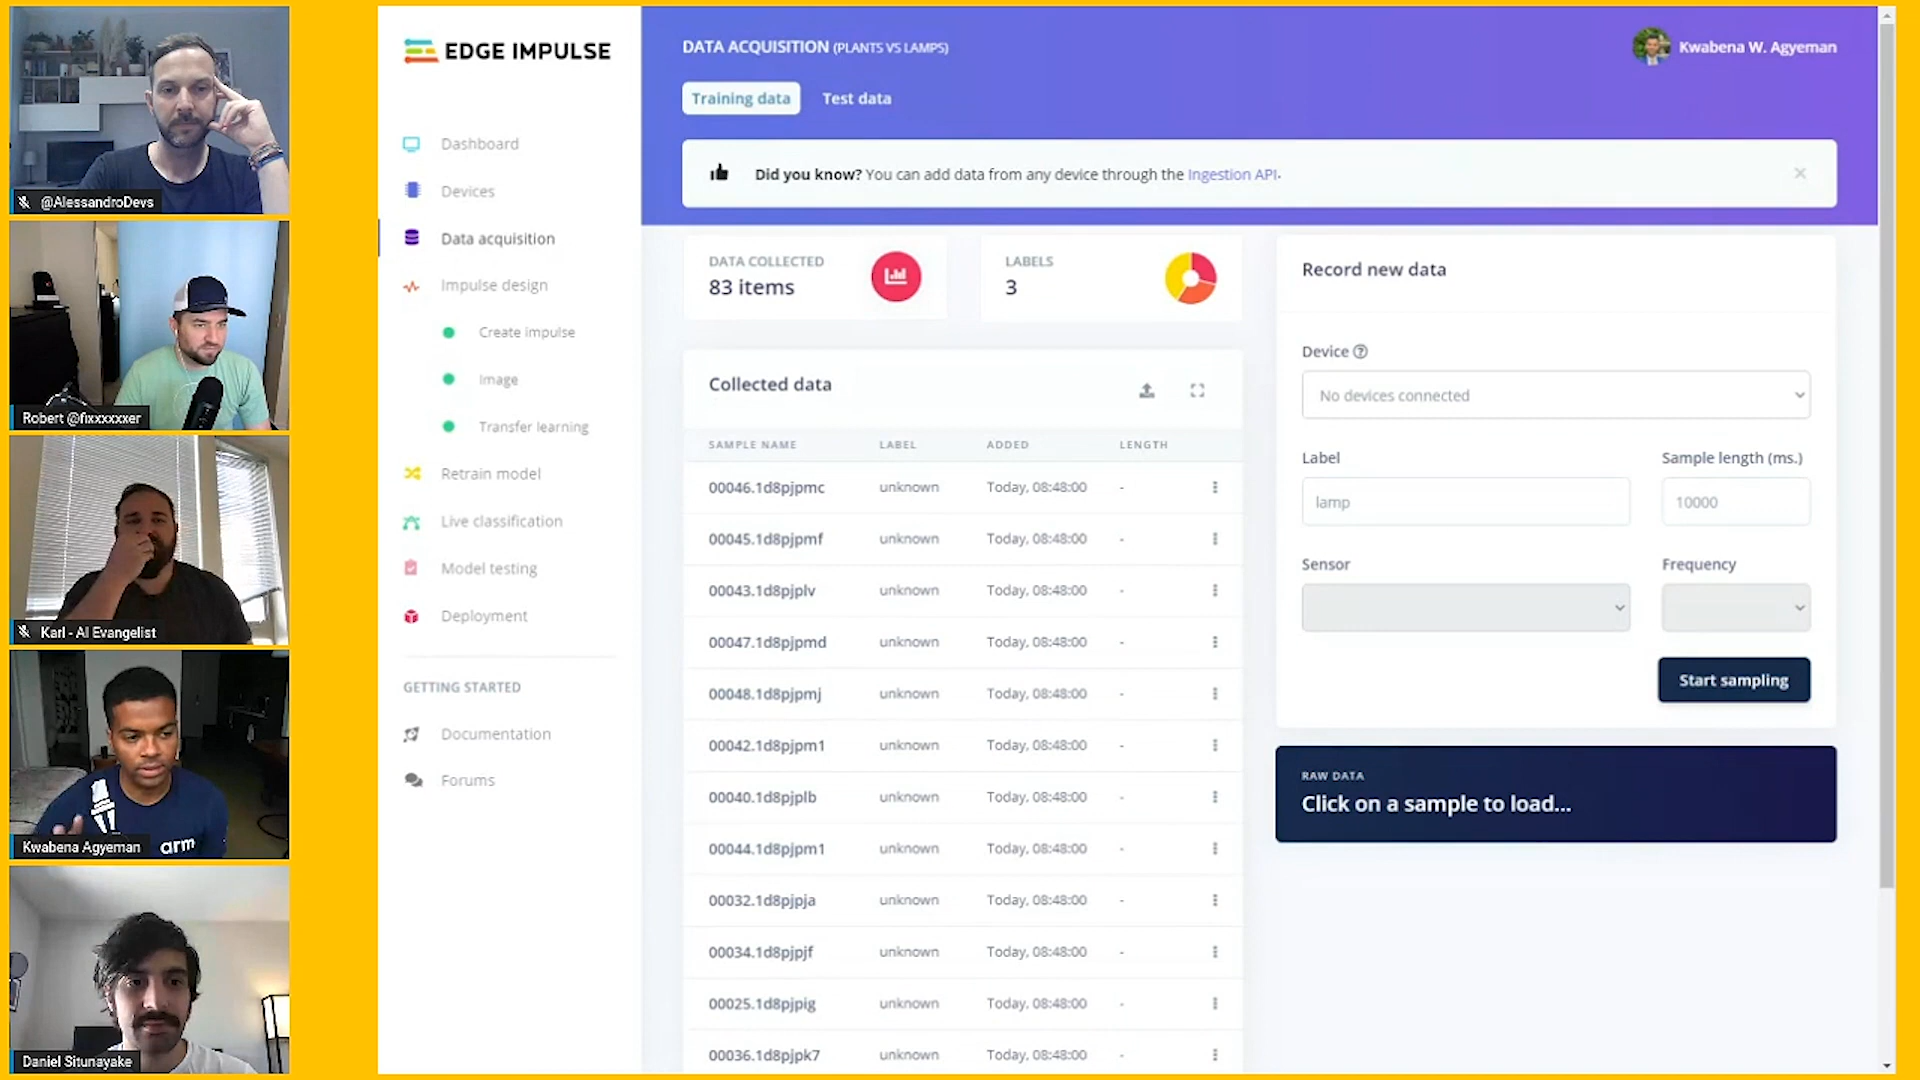 @AlessandroDevs
Robert @fixxxxxxer
Karl - AI Evangelist
Kwabena Agyeman
arm
Daniel Situnayake
EDGE IMPULSE
Dashboard
Devices
Data acquisition
Impulse design
Create impulse
Image
Transfer learning
Retrain model
Live classification
Model testing
Deployment
GETTING STARTED
Documentation
Forums
DATA ACQUISITION (PLANTS VS LAMPS)
Kwabena W. Agyeman
Training data
Test data
Did you know? You can add data from any device through the Ingestion API.
DATA COLLECTED
83 items
LABELS
3
Collected data
SAMPLE NAME LABEL ADDED LENGTH
00046.1d8pjpmc unknown Today, 08:48:00 -
00045.1d8pjpmf unknown Today, 08:48:00 -
00043.1d8pjplv unknown Today, 08:48:00 -
00047.1d8pjpmd unknown Today, 08:48:00 -
00048.1d8pjpmj unknown Today, 08:48:00 -
00042.1d8pjpm1 unknown Today, 08:48:00 -
00040.1d8pjplb unknown Today, 08:48:00 -
00044.1d8pjpm1 unknown Today, 08:48:00 -
00032.1d8pjpja unknown Today, 08:48:00 -
00034.1d8pjpjf unknown Today, 08:48:00 -
00025.1d8pjpig unknown Today, 08:48:00 -
00036.1d8pjpk7 unknown Today, 08:48:00 -
Record new data
Device ?
No devices connected
Label
Sample length (ms.)
lamp
10000
Sensor
Frequency
Start sampling
RAW DATA
Click on a sample to load...